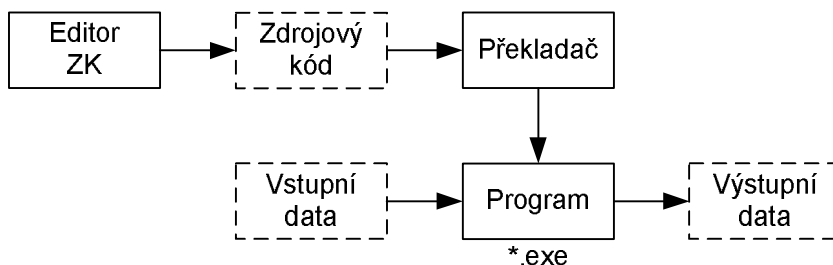 Editor
ZK
Zdrojový
kód
Překladač
Vstupní
data
Program
*.exe
Výstupní
data